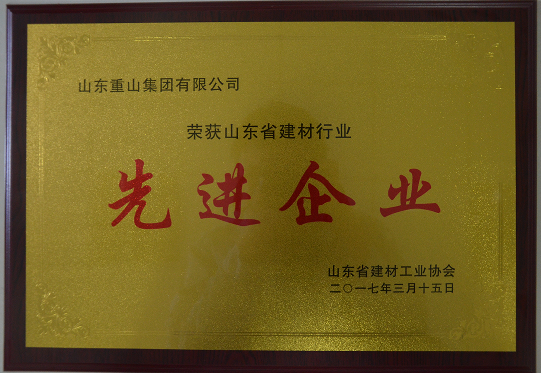 山东重山集团有限公司
荣获山东省建材行业
先进企业
山东省建材工业协会
二〇一七年三月十五日